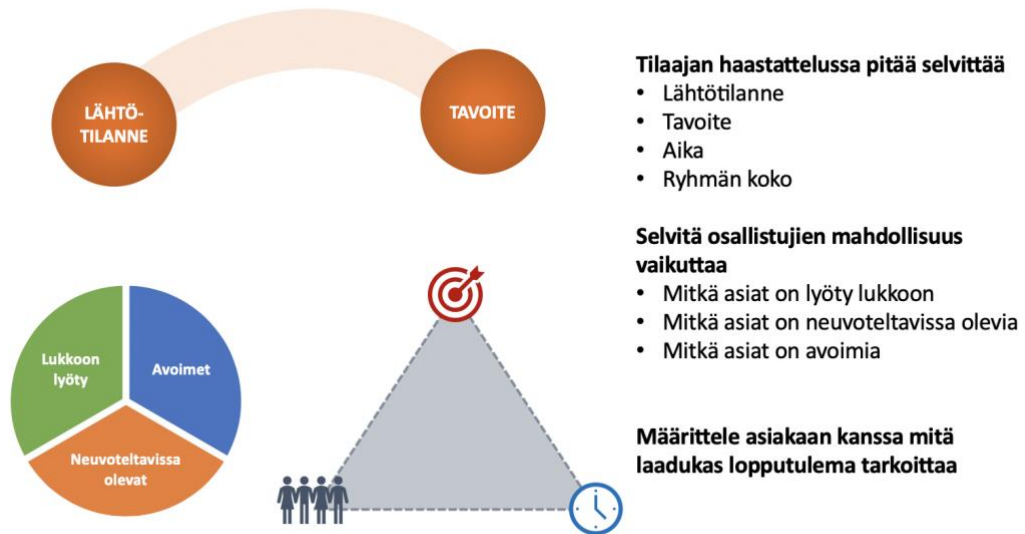 LÄHTÖ-
TILANNE
TAVOITE
Lukkoon
lyöty
Avoimet
Neuvoteltavissa
olevat
Tilaajan haastattelussa pitää selvittää
• Lähtötilanne
• Tavoite
• Aika
• Ryhmän koko
Selvitä osallistujien mahdollisuus
vaikuttaa
• Mitkä asiat on lyöty lukkoon
• Mitkä asiat on neuvoteltavissa olevia
• Mitkä asiat on avoimia
Määrittele asiakaan kanssa mitä
laadukas lopputulema tarkoittaa